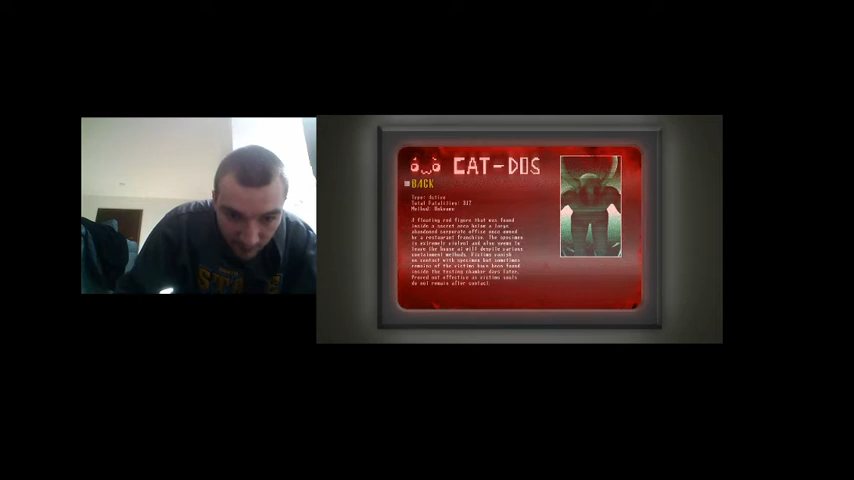 CAT-DOS
BACK
Type: Active
Total Fatalities: 317
Method: Unknown
A floating red figure that was found
inside a secret area below a large
abandoned corporate office once owned
by a restaurant franchise. The specimen
is extremely violent and also seems to
leave the house at will despite various
containment methods. Victims vanish
on contact with specimen but sometimes
remains of the victims have been found
inside the testing chamber days later.
Proved not effective as victims souls
do not remain after contact.
STA